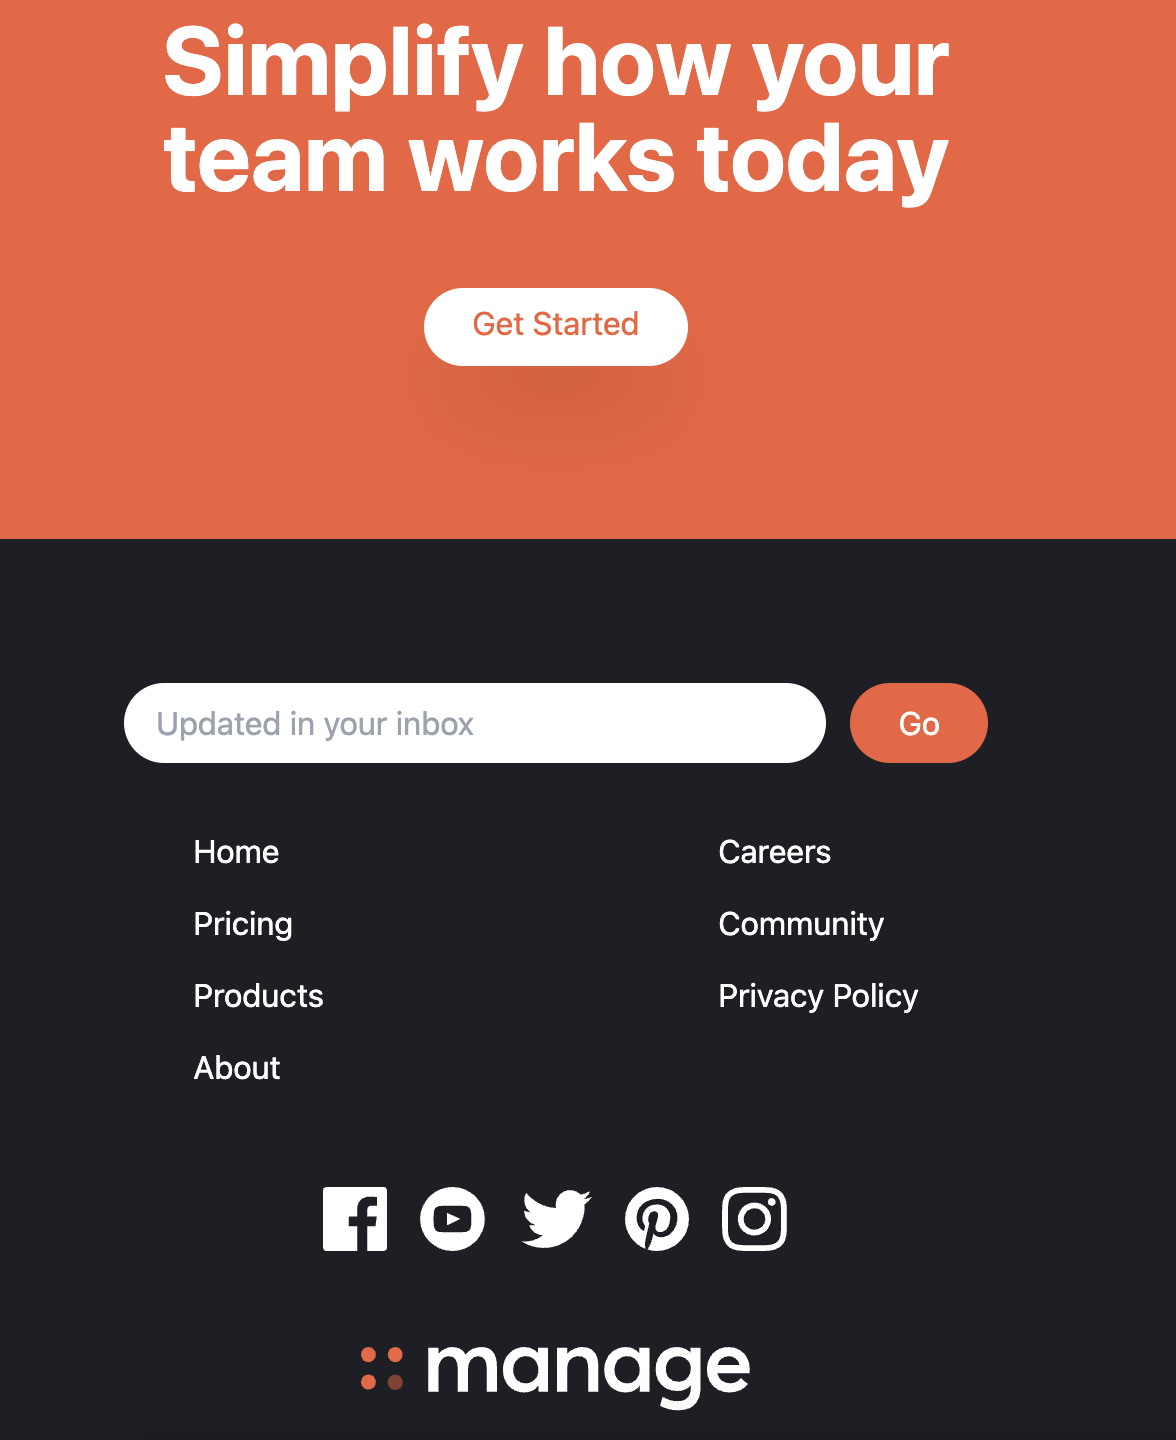 Simplify how your
team works today
Get Started
Updated in your inbox
Go
Home
Pricing
Products
About
Careers
Community
Privacy Policy
manage